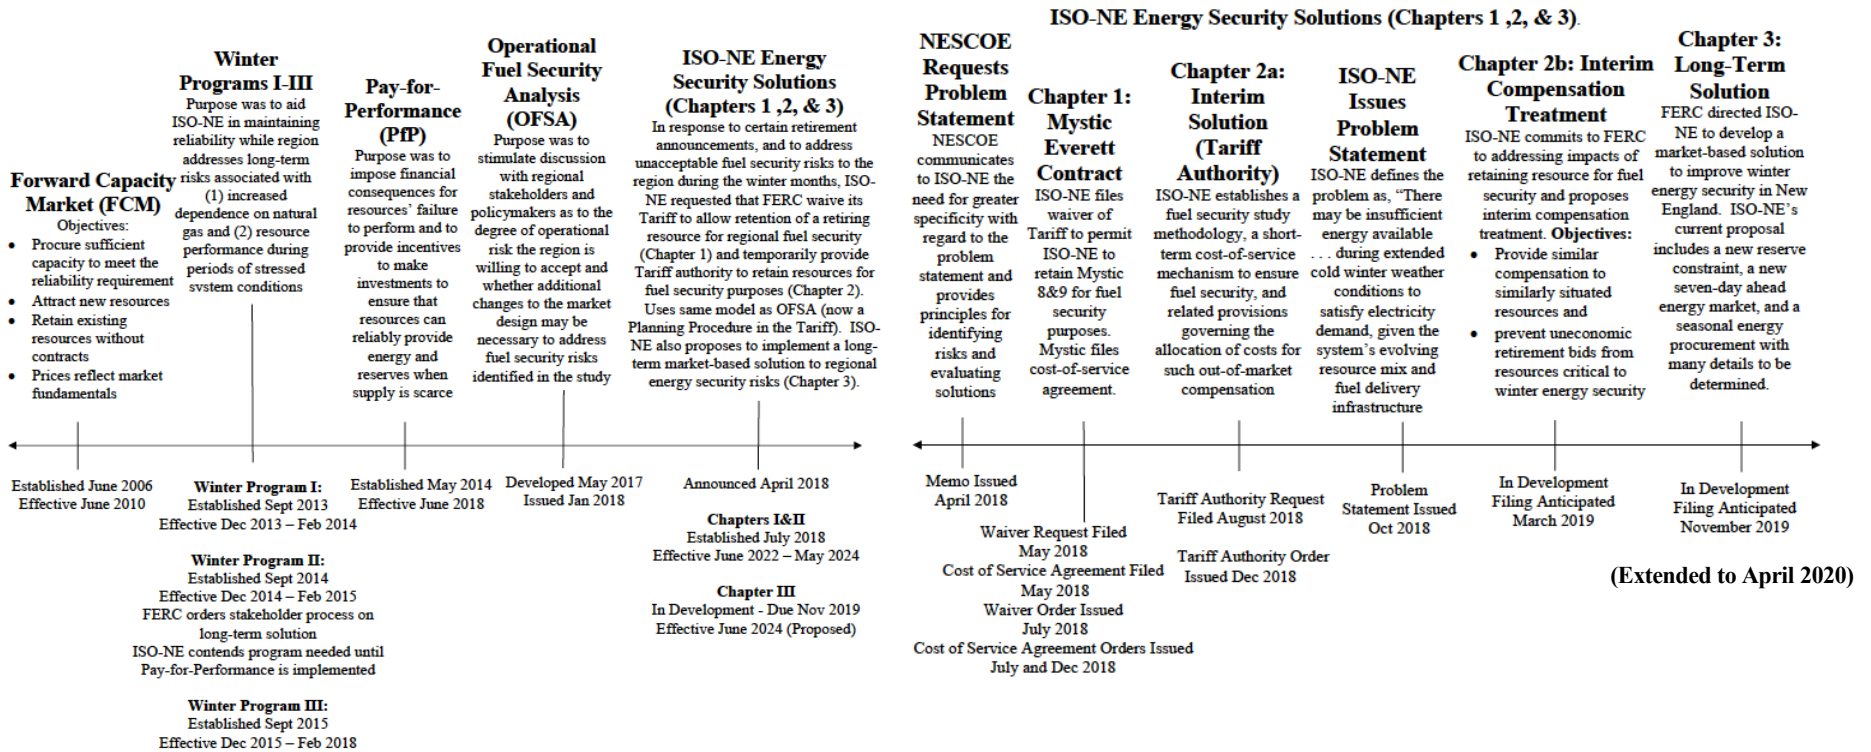 Forward Capacity
Market (FCM)
Objectives:
• Procure sufficient
capacity to meet the
reliability requirement
• Attract new resources
• Retain existing
resources without
contracts
• Prices reflect market
fundamentals
Established June 2006
Effective June 2010
Winter
Programs I-III
Purpose was to aid
ISO-NE in maintaining
reliability while region
addresses long-term
risks associated with
(1) increased
dependence on natural
gas and (2) resource
performance during
periods of stressed
system conditions
Winter Program I:
Established Sept 2013
Effective Dec 2013 – Feb 2014
Winter Program II:
Established Sept 2014
Effective Dec 2014 – Feb 2015
FERC orders stakeholder process on
long-term solution
ISO-NE contends program needed until
Pay-for-Performance is implemented
Winter Program III:
Established Sept 2015
Effective Dec 2015 – Feb 2018
Pay-for-
Performance
(PfP)
Purpose was to
impose financial
consequences for
resources' failure
to perform and to
provide incentives
to make
investments to
ensure that
resources can
reliably provide
energy and
reserves when
supply is scarce
Established May 2014
Effective June 2018
Operational
Fuel Security
Analysis
(OFSA)
Purpose was to
stimulate discussion
with regional
stakeholders and
policymakers as to the
degree of operational
risk the region is
willing to accept and
whether additional
changes to the market
design may be
necessary to address
fuel security risks
identified in the study
Developed May 2017
Issued Jan 2018
ISO-NE Energy
Security Solutions
(Chapters 1 ,2, & 3)
In response to certain retirement
announcements, and to address
unacceptable fuel security risks to the
region during the winter months, ISO-
NE requested that FERC waive its
Tariff to allow retention of a retiring
resource for regional fuel security
(Chapter 1) and temporarily provide
Tariff authority to retain resources for
fuel security purposes (Chapter 2).
Uses same model as OFSA (now a
Planning Procedure in the Tariff). ISO-
NE also proposes to implement a long-
term market-based solution to regional
energy security risks (Chapter 3).
Announced April 2018
Chapters I&II
Established July 2018
Effective June 2022 – May 2024
Chapter III
In Development - Due Nov 2019
Effective June 2024 (Proposed)
ISO-NE Energy Security Solutions (Chapters 1 ,2, & 3).
NESCOE
Requests
Problem
Statement
NESCOE
communicates
to ISO-NE the
need for greater
specificity with
regard to the
problem
statement and
provides
principles for
identifying
risks and
evaluating
solutions
Memo Issued
April 2018
Chapter 1:
Mystic
Everett
Contract
ISO-NE files
waiver of
Tariff to permit
ISO-NE to
retain Mystic
8&9 for fuel
security
purposes.
Mystic files
cost-of-service
agreement.
Waiver Request Filed
May 2018
Cost of Service Agreement Filed
May 2018
Waiver Order Issued
July 2018
Cost of Service Agreement Orders Issued
July and Dec 2018
Chapter 2a:
Interim
Solution
(Tariff
Authority)
ISO-NE establishes a
fuel security study
methodology, a short-
term cost-of-service
mechanism to ensure
fuel security, and
related provisions
governing the
allocation of costs for
such out-of-market
compensation
Tariff Authority Request
Filed August 2018
Tariff Authority Order
Issued Dec 2018
ISO-NE
Issues
Problem
Statement
ISO-NE defines the
problem as, “There
may be insufficient
energy available
. . . during extended
cold winter weather
conditions to
satisfy electricity
demand, given the
system's evolving
resource mix and
fuel delivery
infrastructure
Problem
Statement Issued
Oct 2018
Chapter 2b: Interim
Compensation
Treatment
ISO-NE commits to FERC
to addressing impacts of
retaining resource for fuel
security and proposes
interim compensation
treatment. Objectives:
• Provide similar
compensation to
similarly situated
resources and
• prevent uneconomic
retirement bids from
resources critical to
winter energy security
In Development
Filing Anticipated
March 2019
Chapter 3:
Long-Term
Solution
FERC directed ISO-
NE to develop a
market-based solution
to improve winter
energy security in New
England. ISO-NE's
current proposal
includes a new reserve
constraint, a new
seven-day ahead
energy market, and a
seasonal energy
procurement with
many details to be
determined.
In Development
Filing Anticipated
November 2019
(Extended to April 2020)